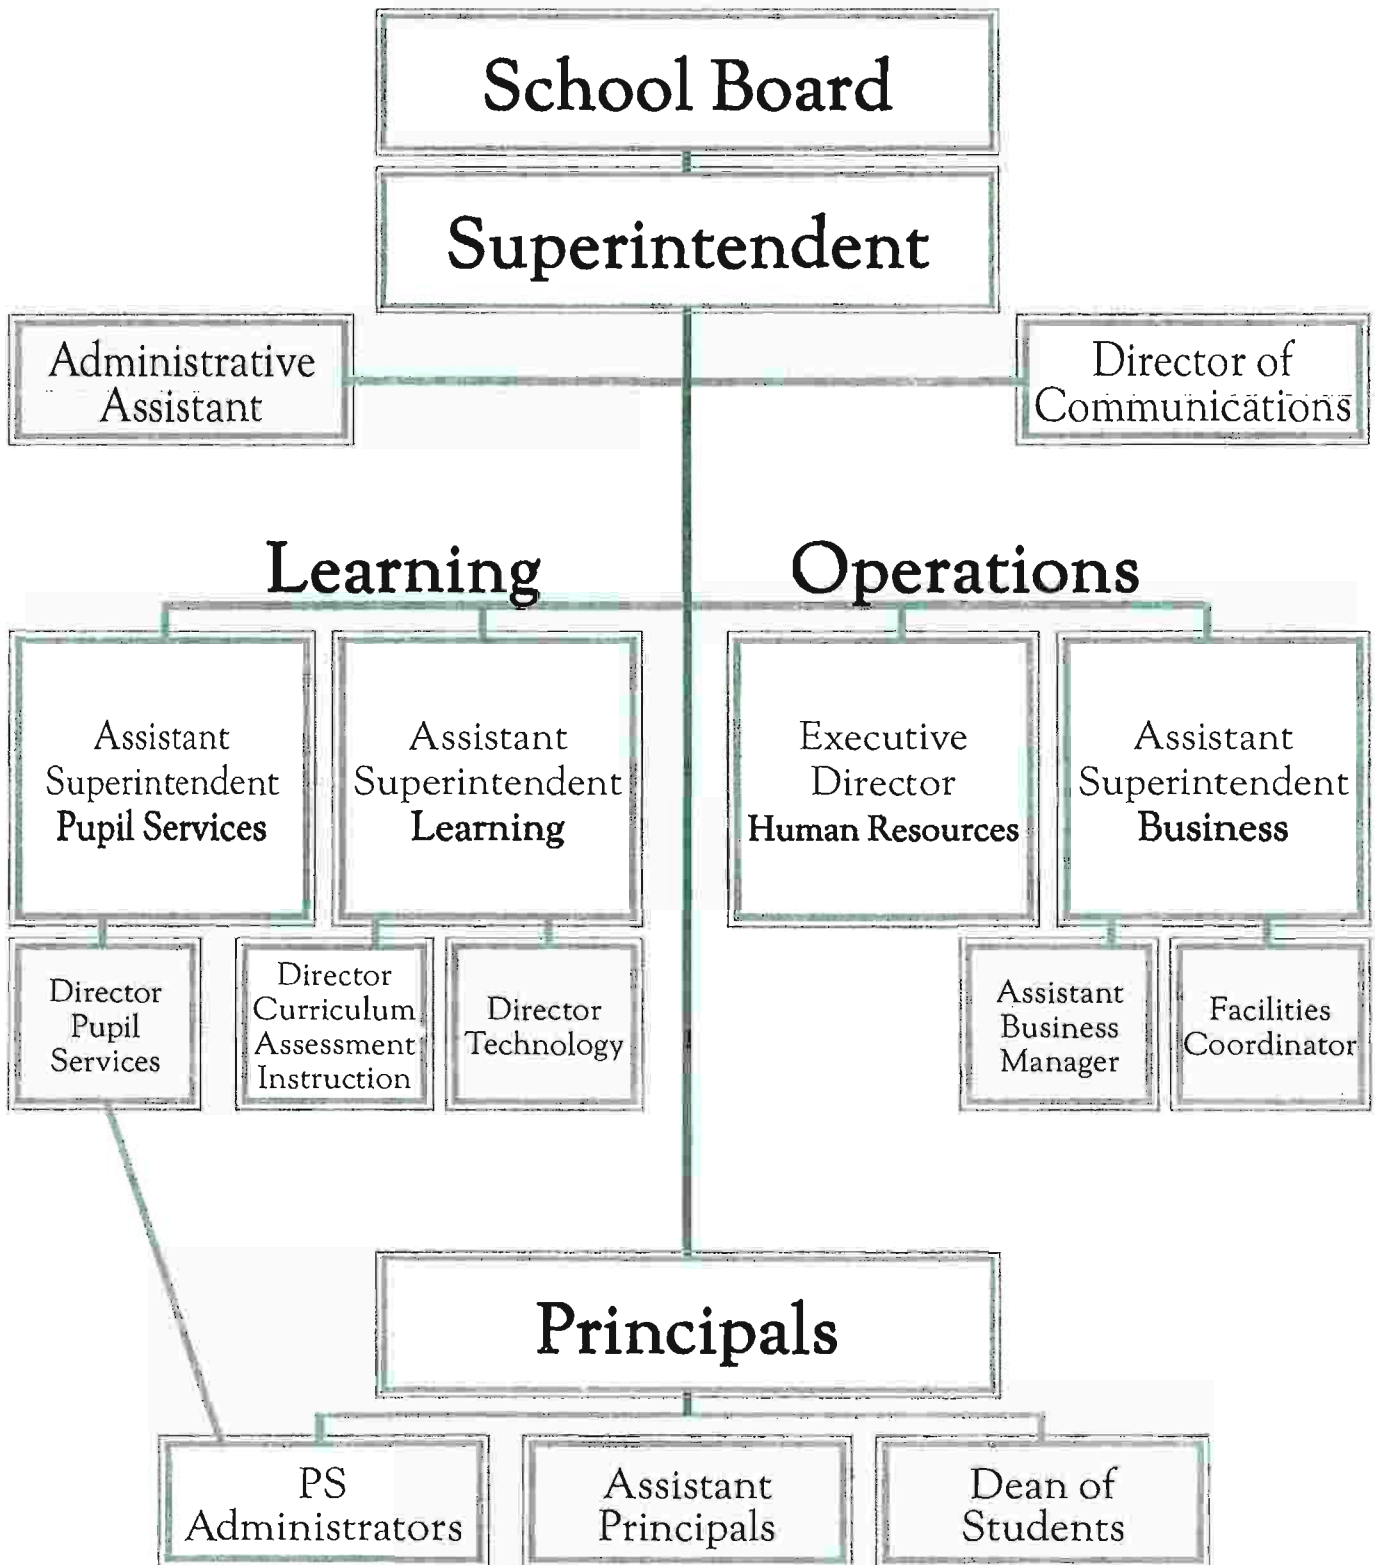 School Board
Superintendent
Administrative
Assistant
Director of
Communications
Learning
Operations
Assistant
Superintendent
Pupil Services
Assistant
Superintendent
Learning
Executive
Director
Human Resources
Assistant
Superintendent
Business
Director
Pupil
Services
Director
Curriculum
Assessment
Instruction
Director
Technology
Assistant
Business
Manager
Facilities
Coordinator
Principals
PS
Administrators
Assistant
Principals
Dean of
Students